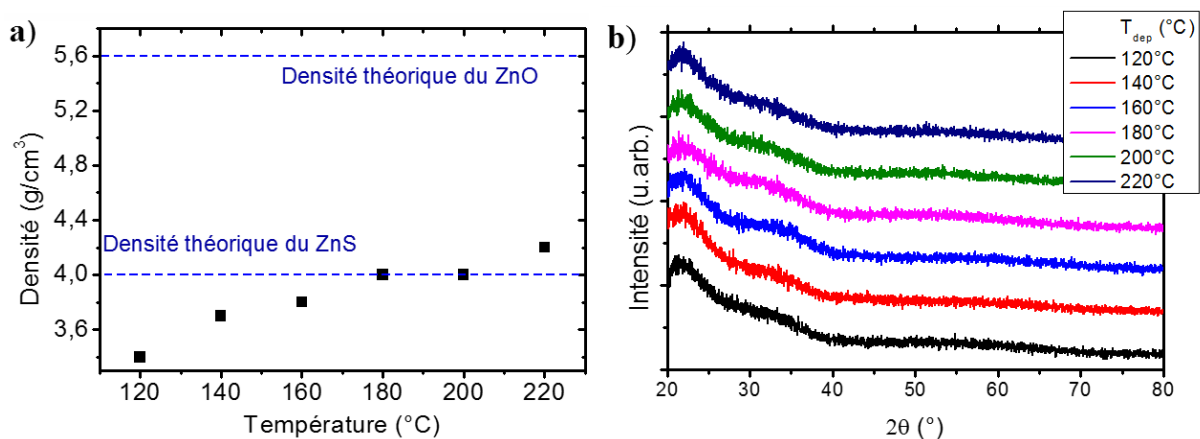 a)
5,6
5,2
4,8
4,4
4,0
3,6
Densité (g/cm³)
Densité théorique du ZnO
Densité théorique du ZnS
120 140 160 180 200 220
Température (°C)
b)
Intensité (u.arb.)
T_dep (°C)
120°C
140°C
160°C
180°C
200°C
220°C
20 30 40 50 60 70 80
2θ (°)